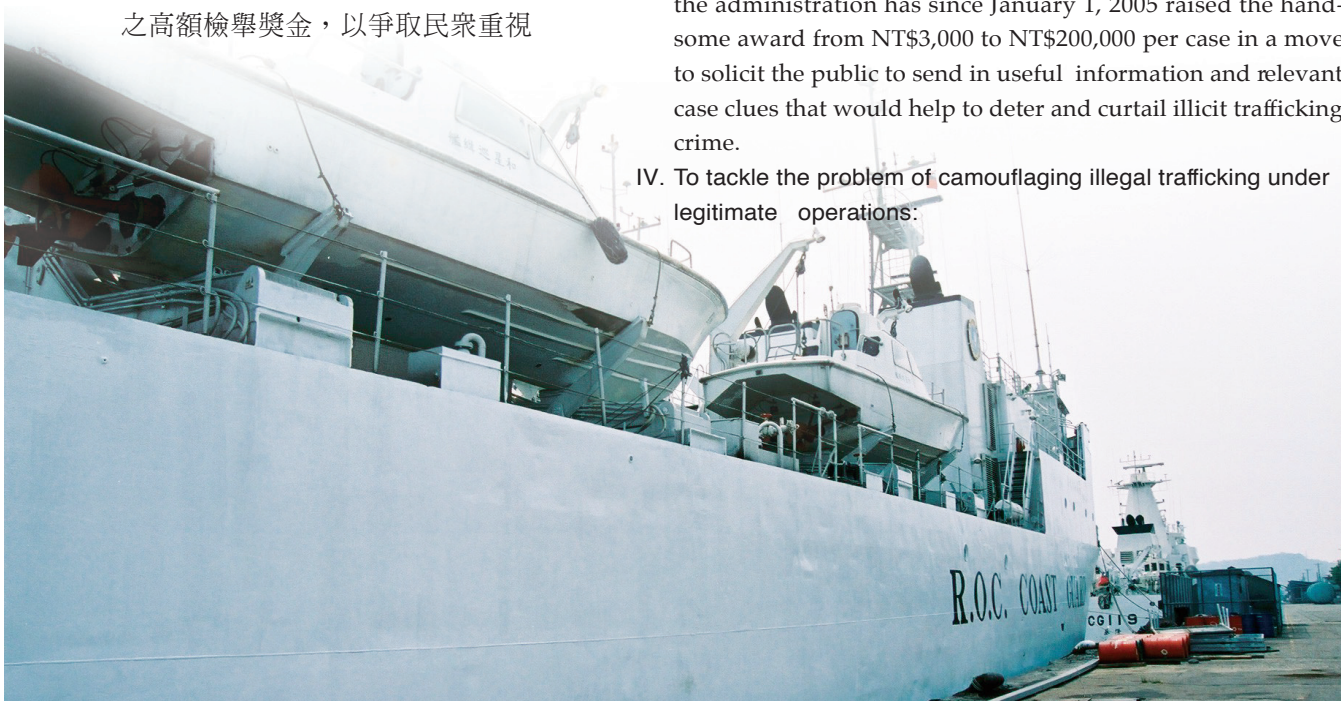 之高額檢舉獎金，以爭取民衆重視
the administration has since January 1, 2005 raised the hand-
some award from NT$3,000 to NT$200,000 per case in a move
to solicit the public to send in useful information and relevant
case clues that would help to deter and curtail illicit trafficking
crime.
IV. To tackle the problem of camouflaging illegal trafficking under
legitimate operations:
R.O.C. COAST GUARD
CG119